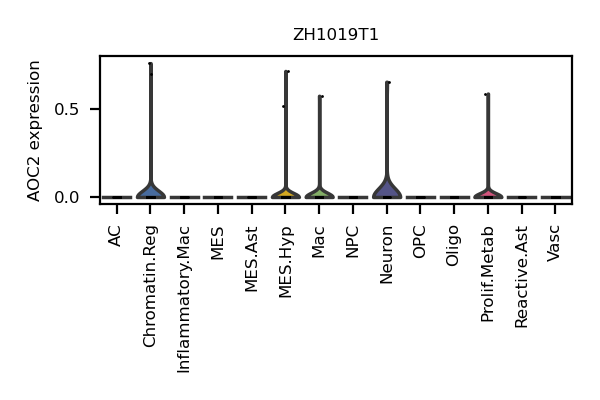 ZH1019T1
AOC2 expression
0.5
0.0
AC
Chromatin.Reg
Inflammatory.Mac
MES
MES.Ast
MES.Hyp
Mac
NPC
Neuron
OPC
Oligo
Prolif.Metab
Reactive.Ast
Vasc